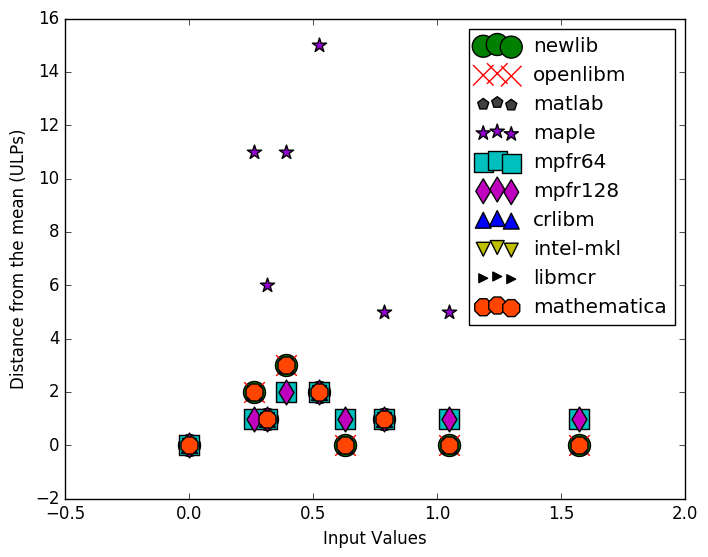 16
14
12
10
8
6
4
2
0
−2
−0.5
0.0
0.5
1.0
1.5
2.0
Distance from the mean (ULPs)
Input Values
newlib
openlibm
matlab
maple
mpfr64
mpfr128
crlibm
intel-mkl
libmcr
mathematica